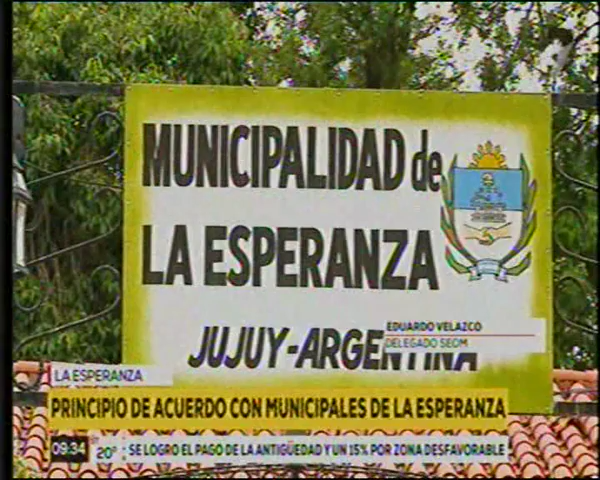 MUNICIPALIDAD de
LA ESPERANZA
JUJUY-ARGENTINA
EDUARDO VELAZCO
DELEGADO SEOM
LA ESPERANZA
PRINCIPIO DE ACUERDO CON MUNICIPALES DE LA ESPERANZA
09:34 20° SE LOGRO EL PAGO DE LA ANTIGÜEDAD Y UN 15% POR ZONA DESFAVORABLE